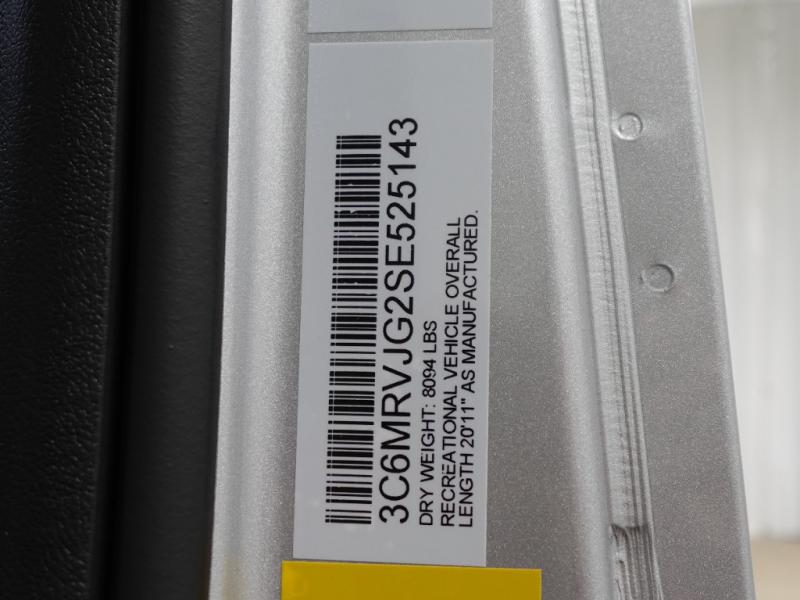 3C6MRVJG2SE525143
DRY WEIGHT: 8094 LBS
RECREATIONAL VEHICLE OVERALL
LENGTH 20'11" AS MANUFACTURED.